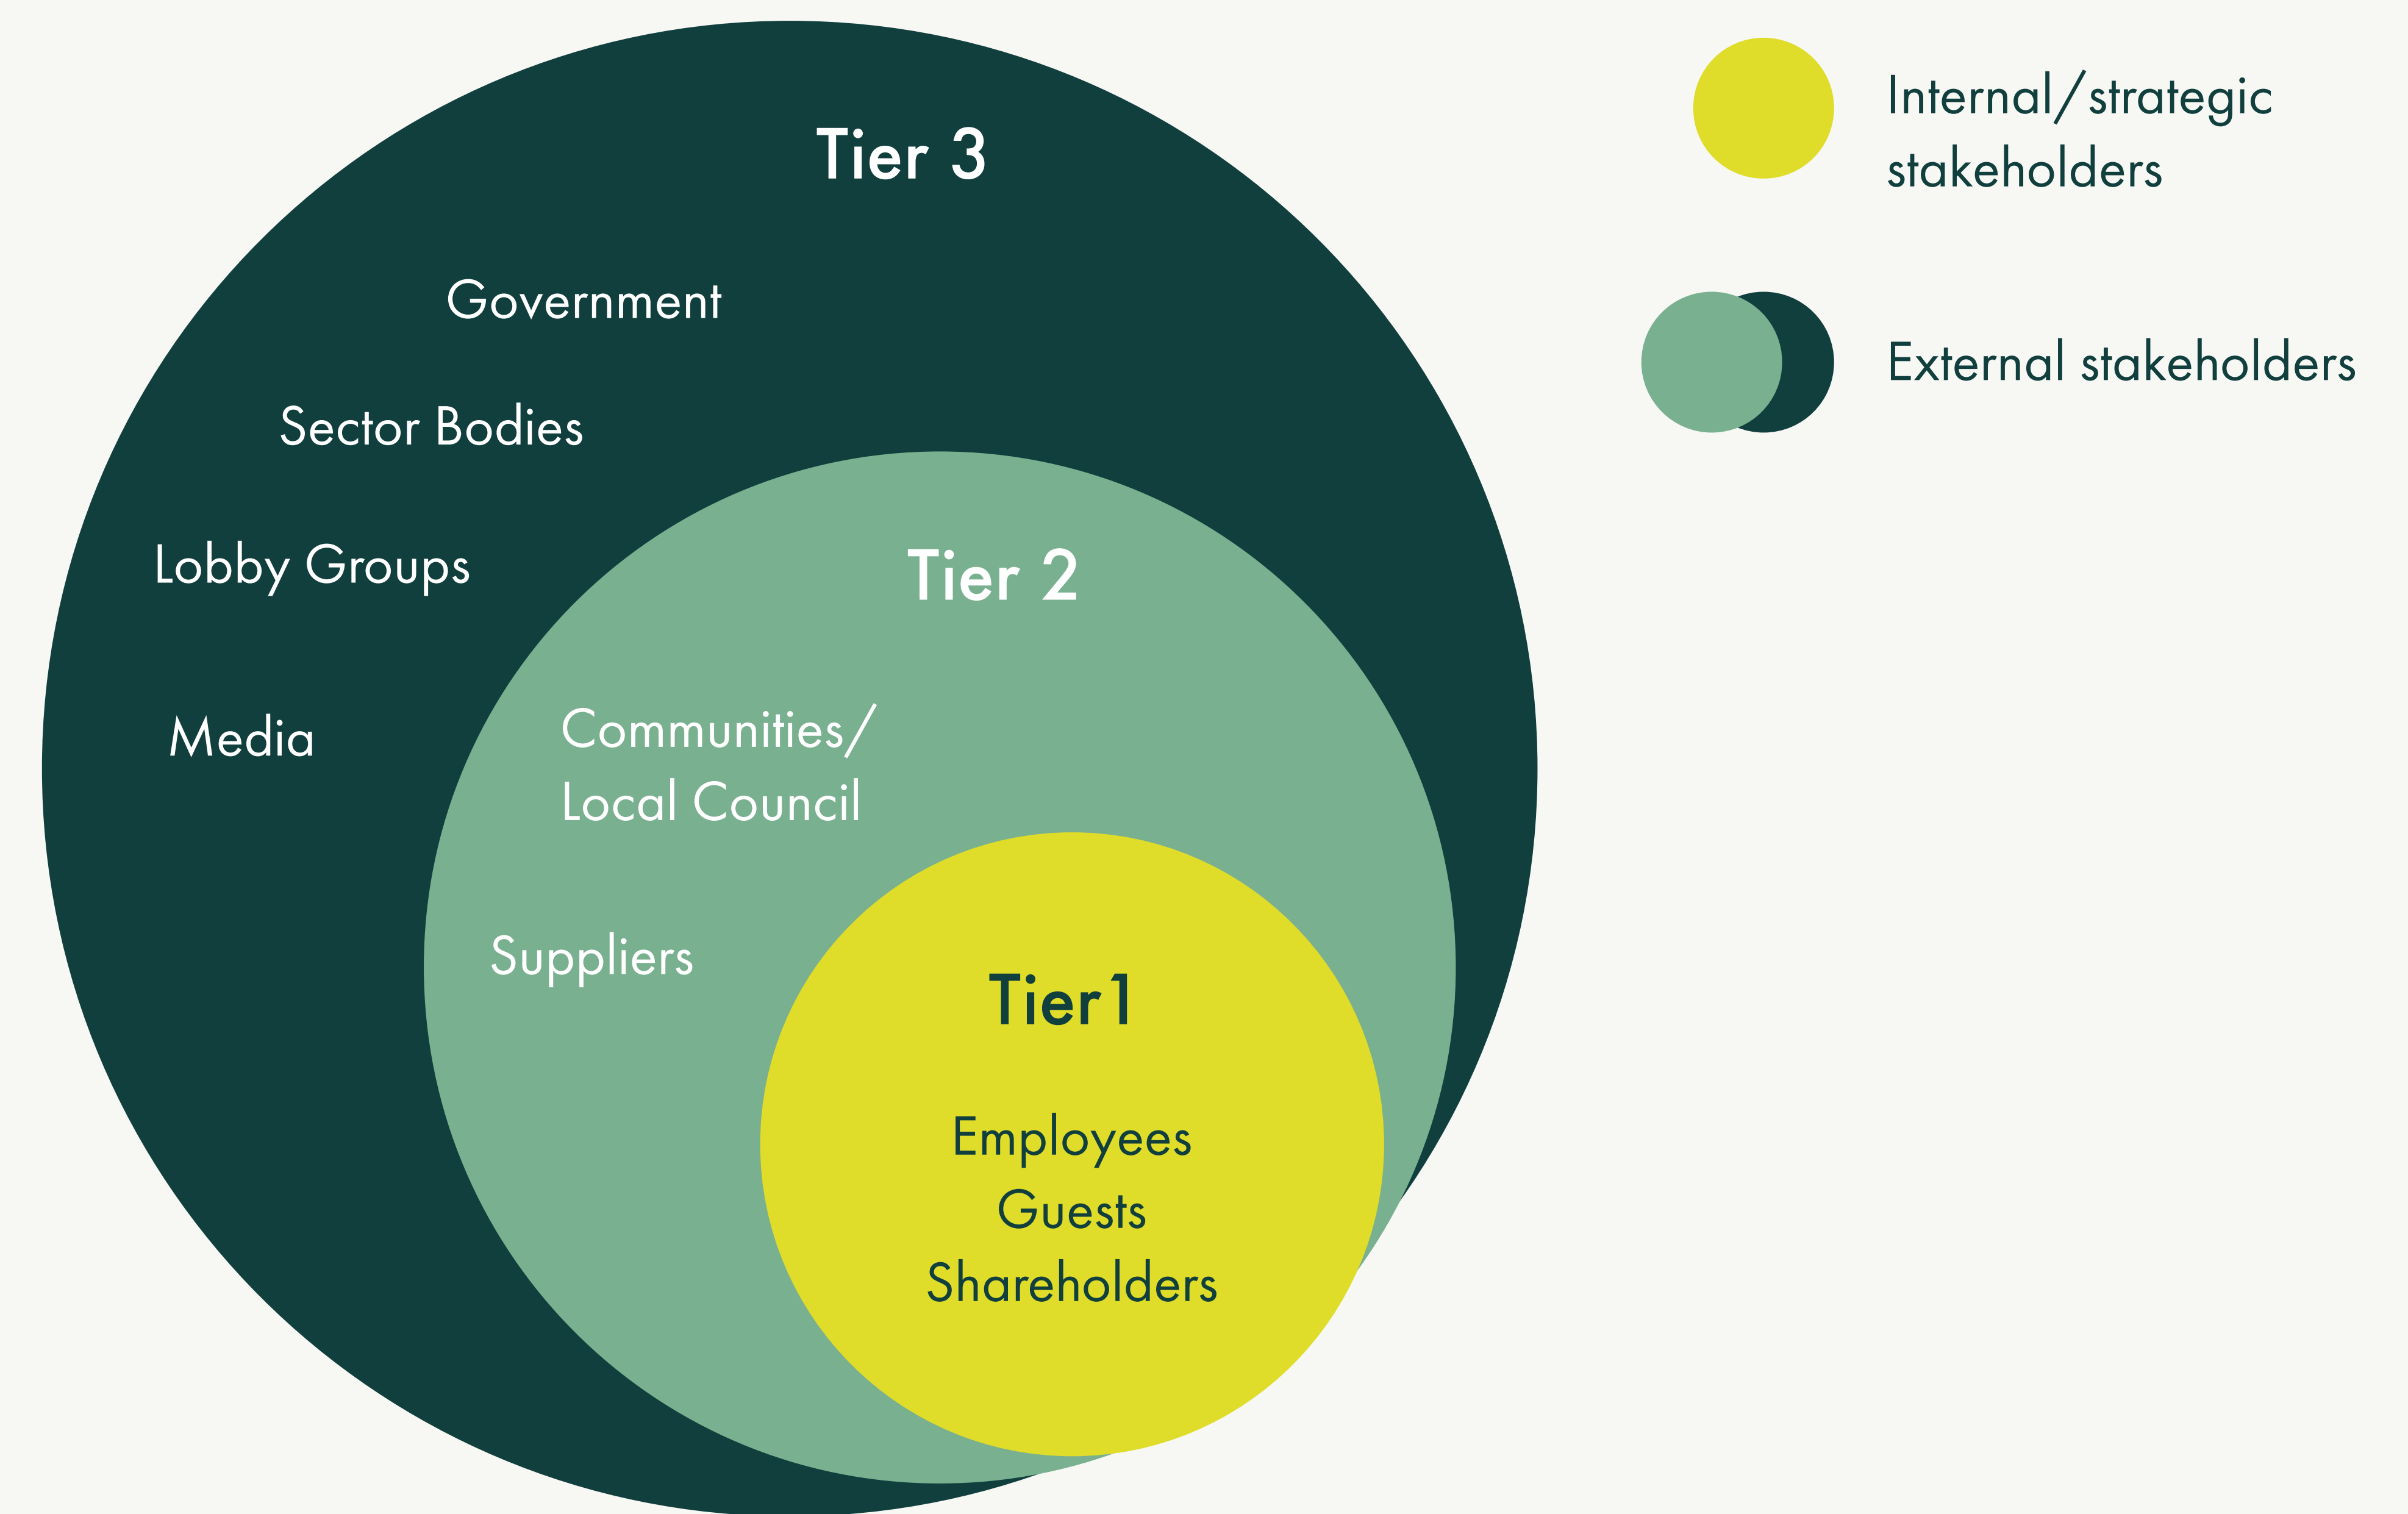 Tier 3
Government
Sector Bodies
Lobby Groups
Media
Tier 2
Communities/
Local Council
Suppliers
Tier 1
Employees
Guests
Shareholders
Internal/strategic
stakeholders
External stakeholders